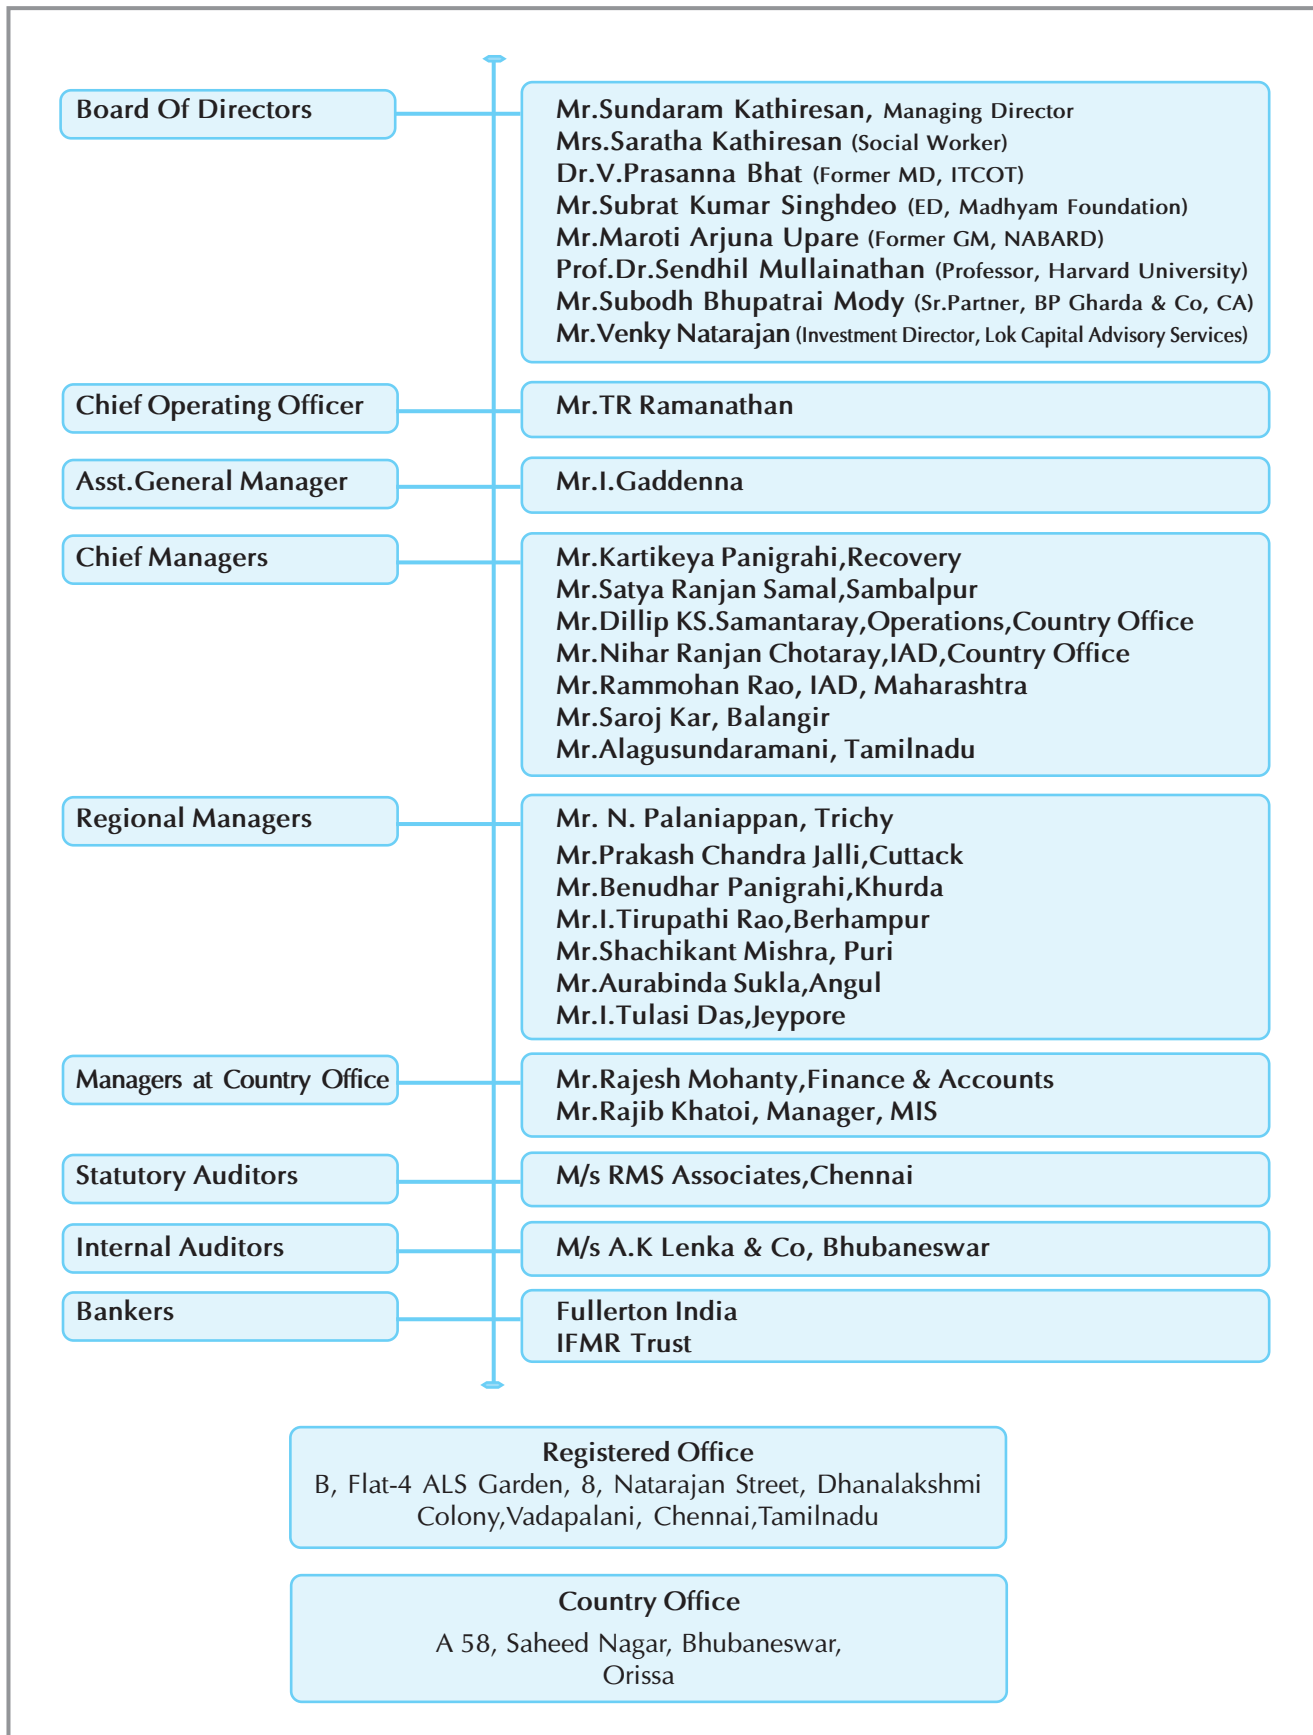 Board Of Directors
Mr.Sundaram Kathiresan, Managing Director
Mrs.Saratha Kathiresan (Social Worker)
Dr.V.Prasanna Bhat (Former MD, ITCOT)
Mr.Subrat Kumar Singhdeo (ED, Madhyam Foundation)
Mr.Maroti Arjuna Upare (Former GM, NABARD)
Prof.Dr.Sendhil Mullainathan (Professor, Harvard University)
Mr.Subodh Bhupatrai Mody (Sr.Partner, BP Gharda & Co, CA)
Mr.Venky Natarajan (Investment Director, Lok Capital Advisory Services)
Chief Operating Officer
Mr.TR Ramanathan
Asst.General Manager
Mr.I.Gaddenna
Chief Managers
Mr.Kartikeya Panigrahi,Recovery
Mr.Satya Ranjan Samal,Sambalpur
Mr.Dillip KS.Samantaray,Operations,Country Office
Mr.Nihar Ranjan Chotaray,IAD,Country Office
Mr.Rammohan Rao, IAD, Maharashtra
Mr.Saroj Kar, Balangir
Mr.Alagusundaramani, Tamilnadu
Regional Managers
Mr. N. Palaniappan, Trichy
Mr.Prakash Chandra Jalli,Cuttack
Mr.Benudhar Panigrahi,Khurda
Mr.I.Tirupathi Rao,Berhampur
Mr.Shachikant Mishra, Puri
Mr.Aurabinda Sukla,Angul
Mr.I.Tulasi Das,Jeypore
Managers at Country Office
Mr.Rajesh Mohanty,Finance & Accounts
Mr.Rajib Khatoi, Manager, MIS
Statutory Auditors
M/s RMS Associates,Chennai
Internal Auditors
M/s A.K Lenka & Co, Bhubaneswar
Bankers
Fullerton India
IFMR Trust
Registered Office
B, Flat-4 ALS Garden, 8, Natarajan Street, Dhanalakshmi
Colony,Vadapalani, Chennai,Tamilnadu
Country Office
A 58, Saheed Nagar, Bhubaneswar,
Orissa